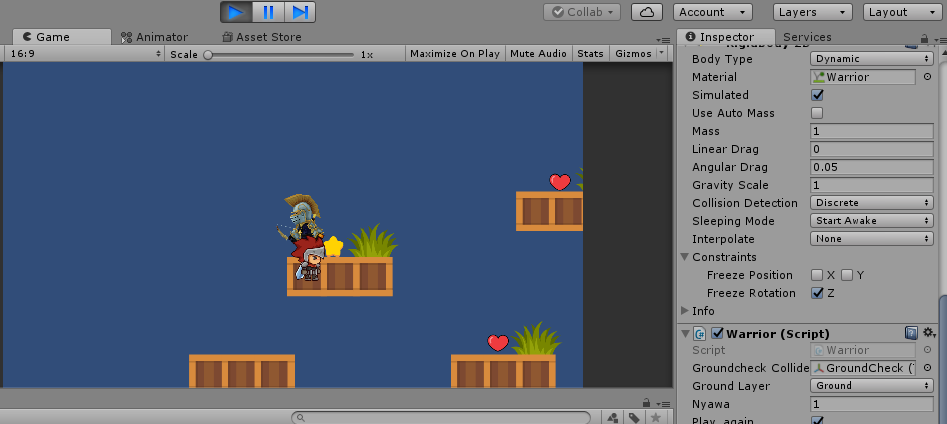 Collab Account Layers Layout
Game Animator Asset Store
16:9 Scale 1x Maximize On Play Mute Audio Stats Gizmos
Inspector Services
Body Type Dynamic
Material Warrior
Simulated
Use Auto Mass
Mass 1
Linear Drag 0
Angular Drag 0.05
Gravity Scale 1
Collision Detection Discrete
Sleeping Mode Start Awake
Interpolate None
Constraints
Freeze Position X Y
Freeze Rotation Z
Info
Warrior (Script)
Script Warrior
Groundcheck Collide GroundCheck (
Ground Layer Ground
Nyawa 1
Play again